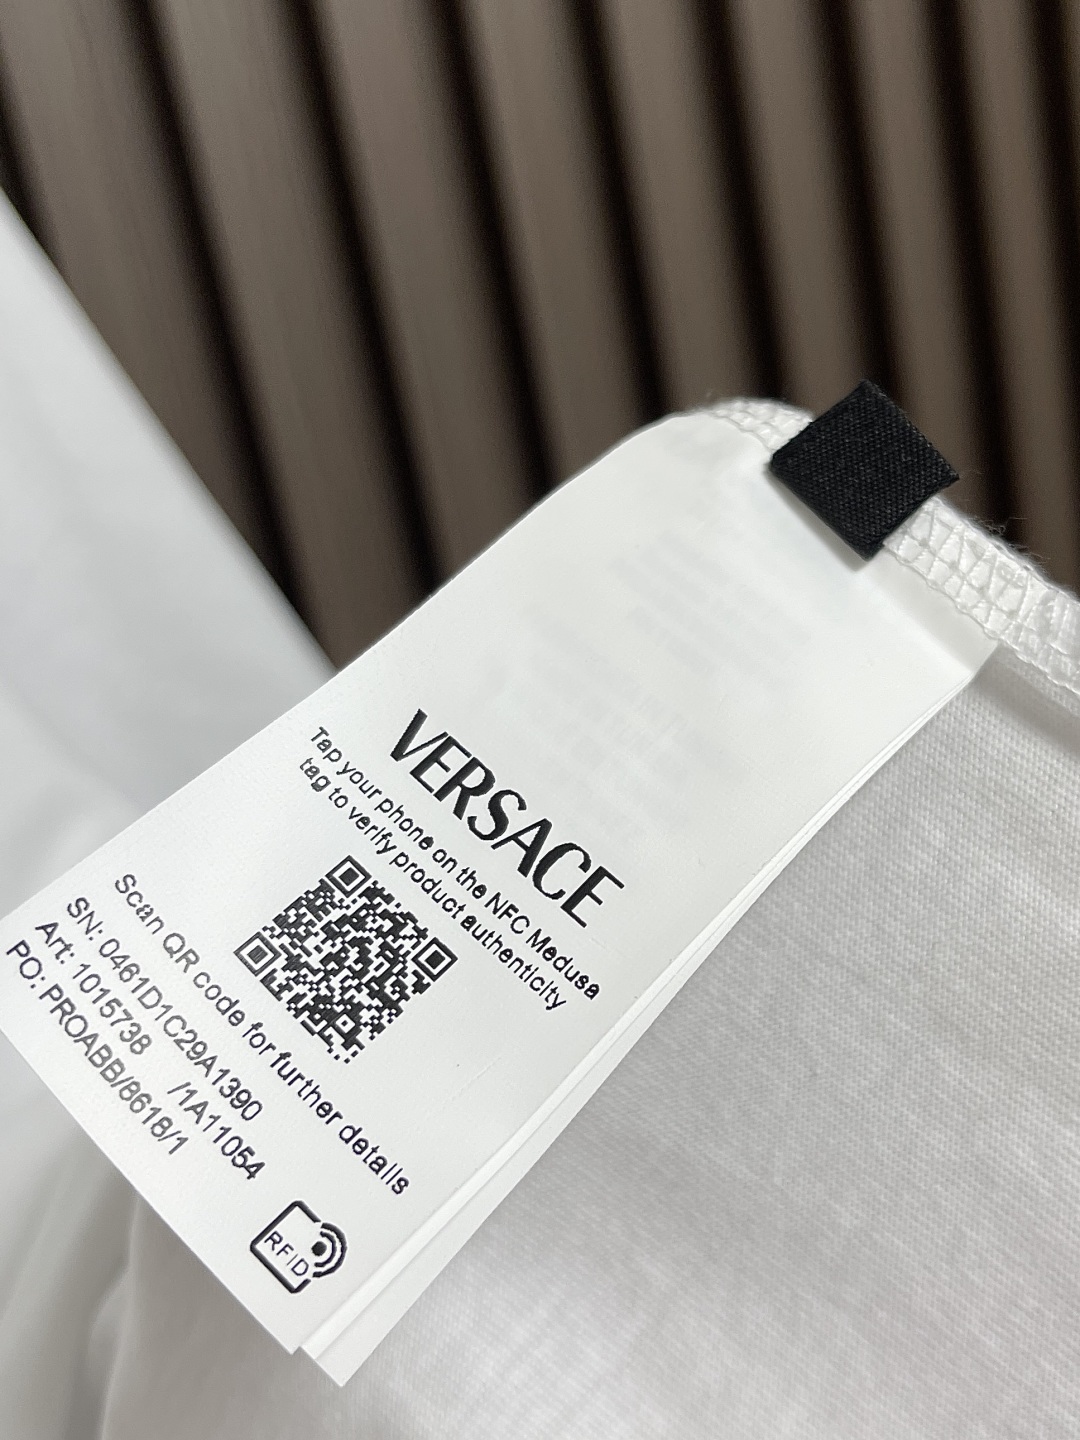 VERSACE
Tap your phone on the NFC Medusa
tag to verify product authenticity
Scan QR code for further details
SN: 0461D1C29A1390
Art: 1015738 /1A11054
PO: PROABB/8618/1
RFID